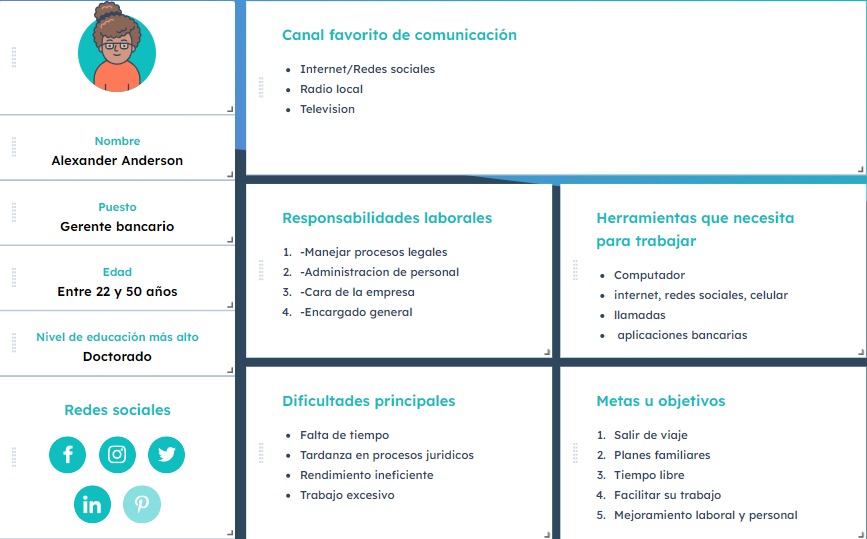 Nombre
Alexander Anderson
Puesto
Gerente bancario
Edad
Entre 22 y 50 años
Nivel de educación más alto
Doctorado
Redes sociales
Canal favorito de comunicación
• Internet/Redes sociales
• Radio local
• Television
Responsabilidades laborales
1. -Manejar procesos legales
2. -Administracion de personal
3. -Cara de la empresa
4. -Encargado general
Herramientas que necesita
para trabajar
• Computador
• internet, redes sociales, celular
• llamadas
• aplicaciones bancarias
Dificultades principales
• Falta de tiempo
• Tardanza en procesos juridicos
• Rendimiento ineficiente
• Trabajo excesivo
Metas u objetivos
1. Salir de viaje
2. Planes familiares
3. Tiempo libre
4. Facilitar su trabajo
5. Mejoramiento laboral y personal